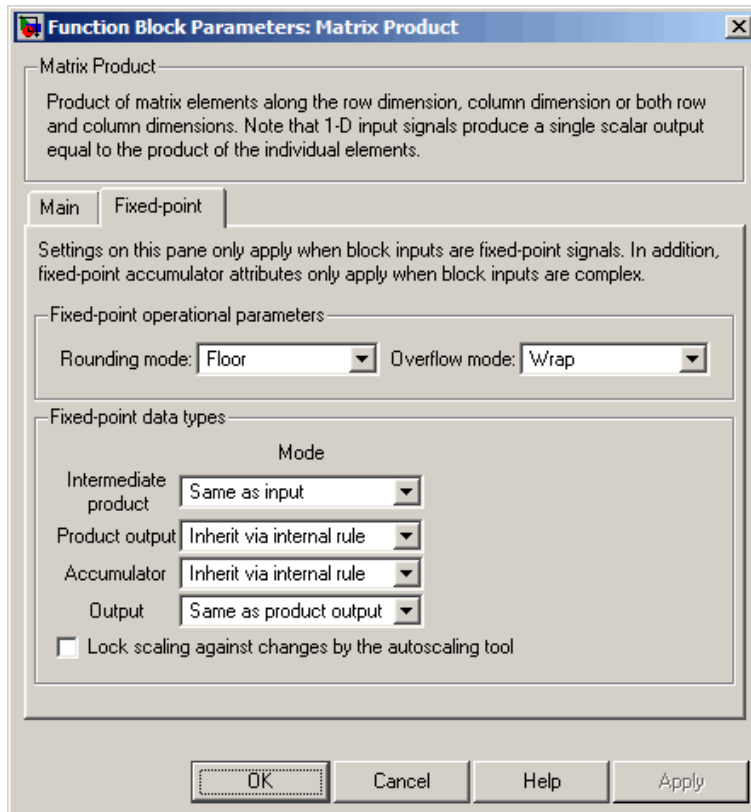 Function Block Parameters: Matrix Product
Matrix Product
Product of matrix elements along the row dimension, column dimension or both row
and column dimensions. Note that 1-D input signals produce a single scalar output
equal to the product of the individual elements.
Main Fixed-point
Settings on this pane only apply when block inputs are fixed-point signals. In addition,
fixed-point accumulator attributes only apply when block inputs are complex.
Fixed-point operational parameters
Rounding mode: Floor Overflow mode: Wrap
Fixed-point data types
Mode
Intermediate
product Same as input
Product output Inherit via internal rule
Accumulator Inherit via internal rule
Output Same as product output
Lock scaling against changes by the autoscaling tool
OK Cancel Help Apply